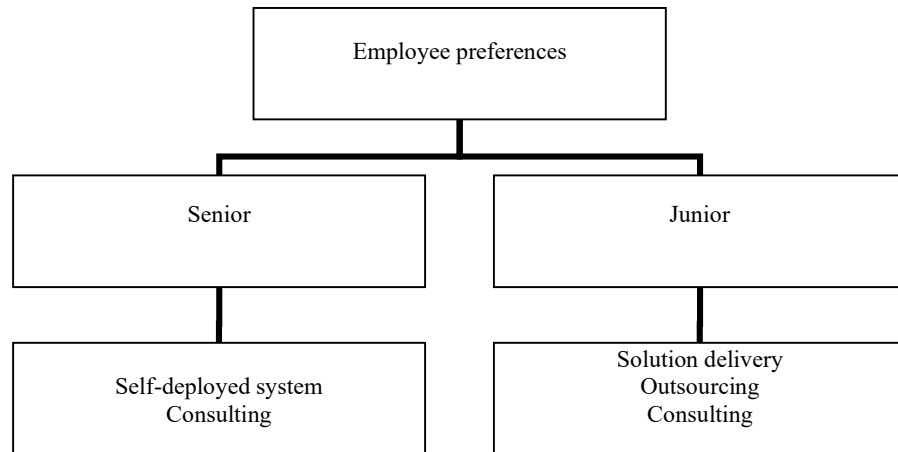 Employee preferences
Senior
Junior
Self-deployed system
Consulting
Solution delivery
Outsourcing
Consulting